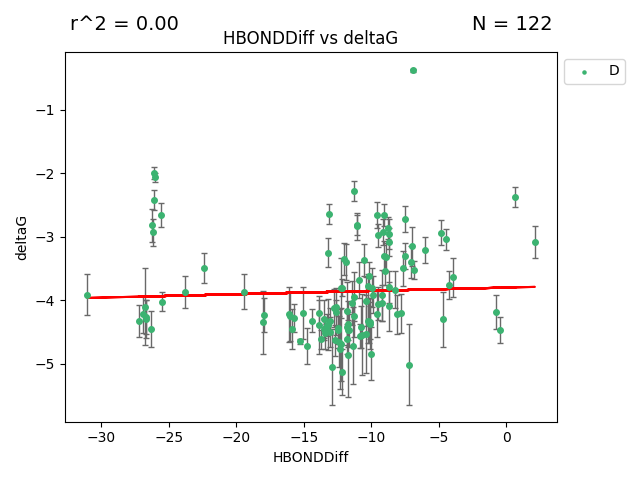 r^2 = 0.00 N = 122
HBONDDiff vs deltaG
D
−1
−2
−3
−4
−5
deltaG
−30 −25 −20 −15 −10 −5 0
HBONDDiff